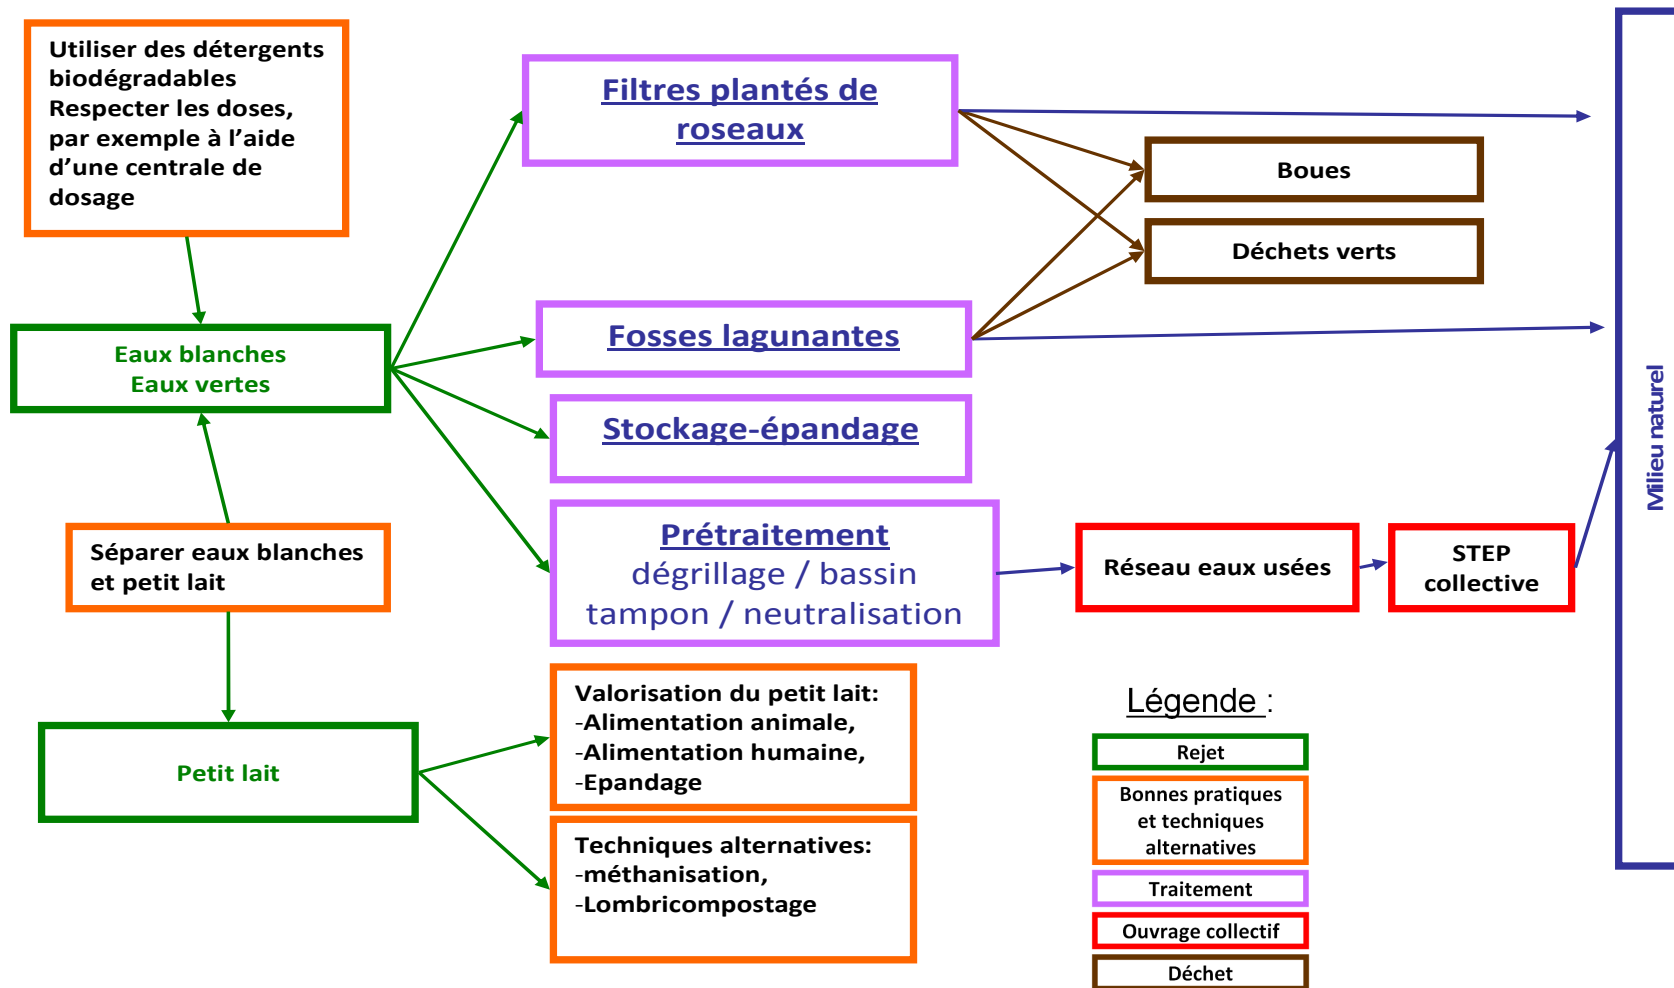 Utiliser des détergents
biodégradables
Respecter les doses,
par exemple à l’aide
d’une centrale de
dosage
Filtres plantés de
roseaux
Boues
Déchets verts
Eaux blanches
Eaux vertes
Fosses lagunantes
Stockage-épandage
Milieu naturel
Séparer eaux blanches
et petit lait
Prétraitement
dégrillage / bassin
tampon / neutralisation
Réseau eaux usées
STEP
collective
Petit lait
Valorisation du petit lait:
-Alimentation animale,
-Alimentation humaine,
-Epandage
Techniques alternatives:
-méthanisation,
-Lombricompostage
Légende :
Rejet
Bonnes pratiques
et techniques
alternatives
Traitement
Ouvrage collectif
Déchet